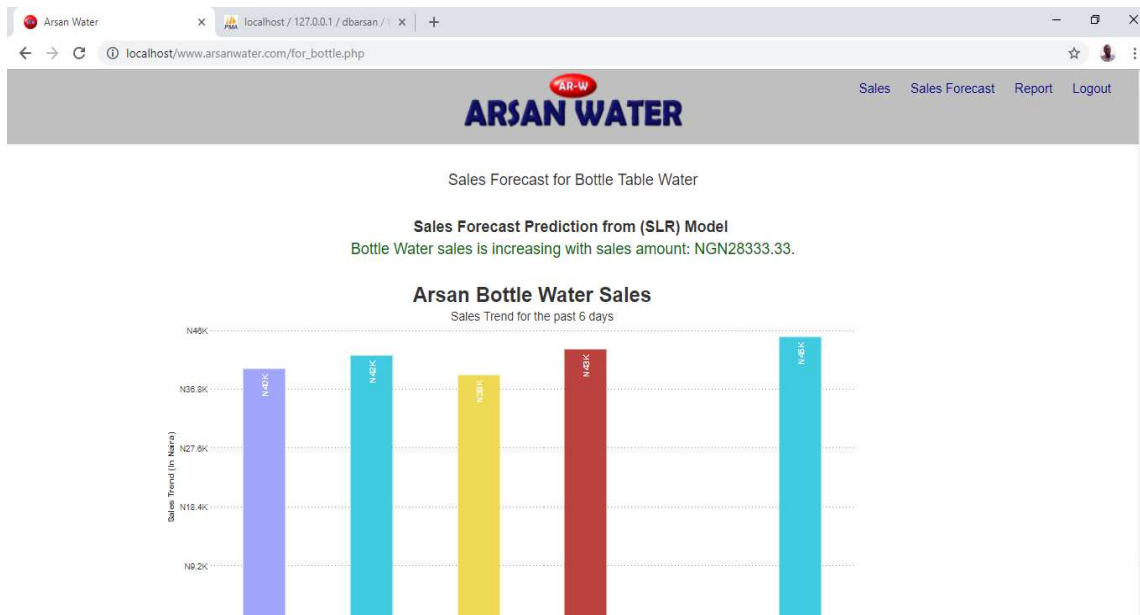 Arsan Water
localhost / 127.0.0.1 / dbarsan /
localhost/www.arsanwater.com/for_bottle.php
AR-W
ARSAN WATER
Sales Sales Forecast Report Logout
Sales Forecast for Bottle Table Water
Sales Forecast Prediction from (SLR) Model
Bottle Water sales is increasing with sales amount: NGN28333.33.
Arsan Bottle Water Sales
Sales Trend for the past 6 days
Sales Trend (In Naira)
N46K
N36.8K
N27.6K
N18.4K
N9.2K
N40K
N42K
N39K
N43K
N45K